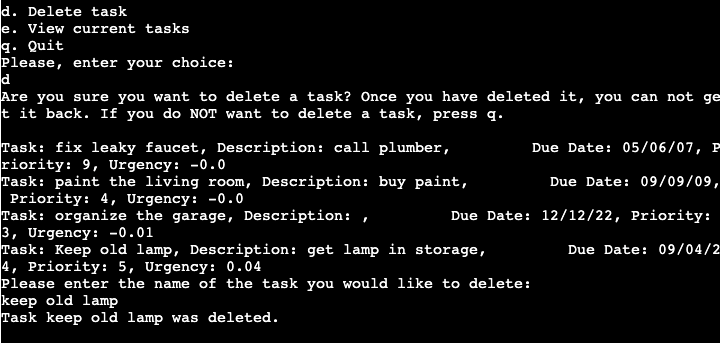 d. Delete task
e. View current tasks
q. Quit
Please, enter your choice:
d
Are you sure you want to delete a task? Once you have deleted it, you can not ge
t it back. If you do NOT want to delete a task, press q.
Task: fix leaky faucet, Description: call plumber,         Due Date: 05/06/07, P
riority: 9, Urgency: -0.0
Task: paint the living room, Description: buy paint,         Due Date: 09/09/09,
 Priority: 4, Urgency: -0.0
Task: organize the garage, Description: ,         Due Date: 12/12/22, Priority:
3, Urgency: -0.01
Task: Keep old lamp, Description: get lamp in storage,         Due Date: 09/04/2
4, Priority: 5, Urgency: 0.04
Please enter the name of the task you would like to delete:
keep old lamp
Task keep old lamp was deleted.